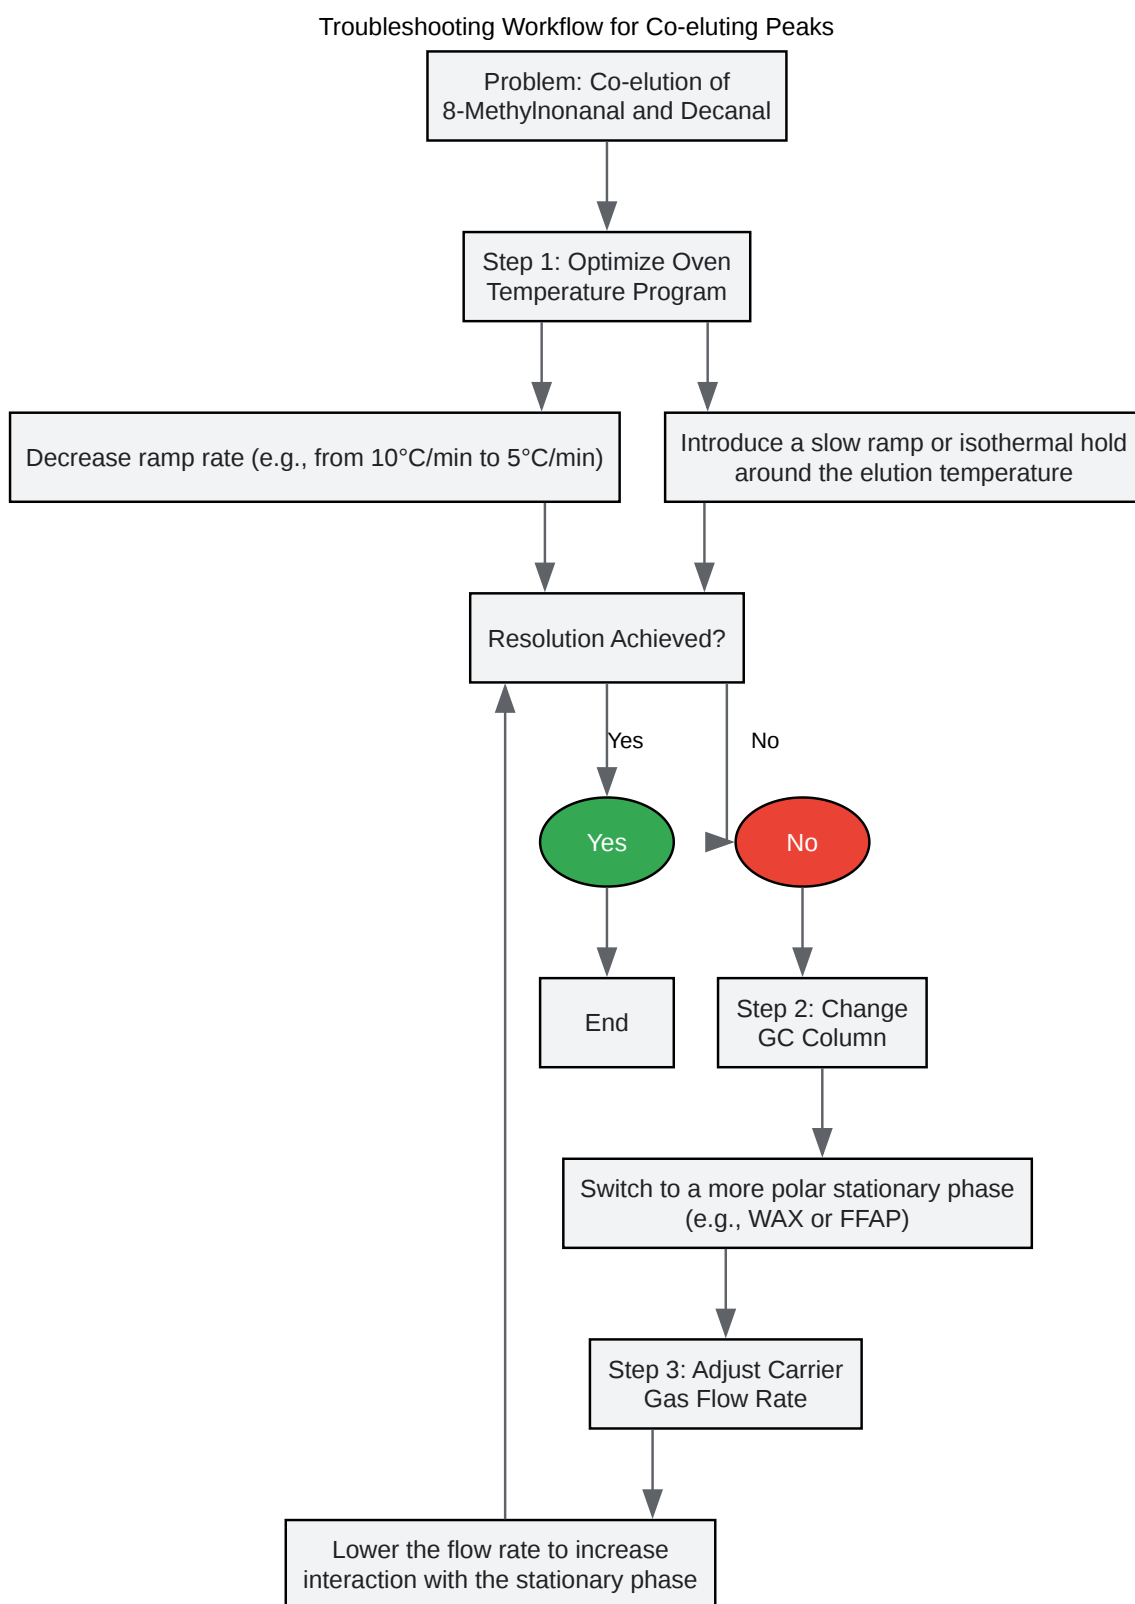 Troubleshooting Workflow for Co-eluting Peaks
Problem: Co-elution of
8-Methylnonanal and Decanal
Step 1: Optimize Oven
Temperature Program
Decrease ramp rate (e.g., from 10°C/min to 5°C/min)
Introduce a slow ramp or isothermal hold
around the elution temperature
Resolution Achieved?
Yes
No
Yes
No
End
Step 2: Change
GC Column
Switch to a more polar stationary phase
(e.g., WAX or FFAP)
Step 3: Adjust Carrier
Gas Flow Rate
Lower the flow rate to increase
interaction with the stationary phase